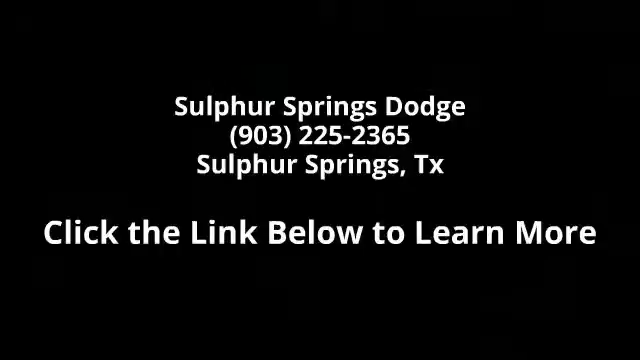 Sulphur Springs Dodge
(903) 225-2365
Sulphur Springs, Tx
Click the Link Below to Learn More